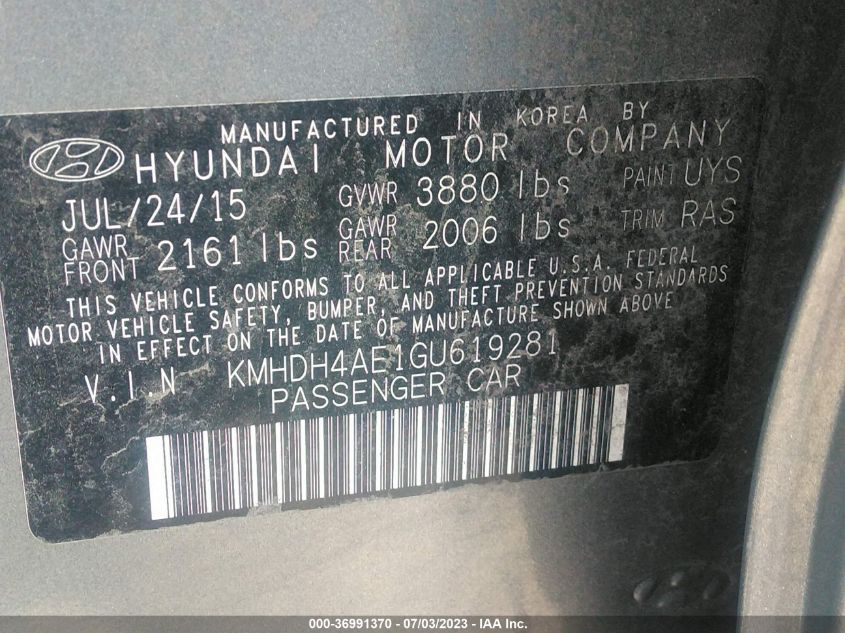 MANUFACTURED IN KOREA BY
HYUNDAI MOTOR COMPANY
JUL/24/15 GVWR 3880 lbs PAINT UYS
GAWR FRONT 2161 lbs GAWR REAR 2006 lbs TRIM RAS
THIS VEHICLE CONFORMS TO ALL APPLICABLE U.S.A. FEDERAL
MOTOR VEHICLE SAFETY, BUMPER, AND THEFT PREVENTION STANDARDS
IN EFFECT ON THE DATE OF MANUFACTURE SHOWN ABOVE
V.I.N KMHDH4AE1GU619281
PASSENGER CAR
000-36991370 - 07/03/2023 - IAA Inc.